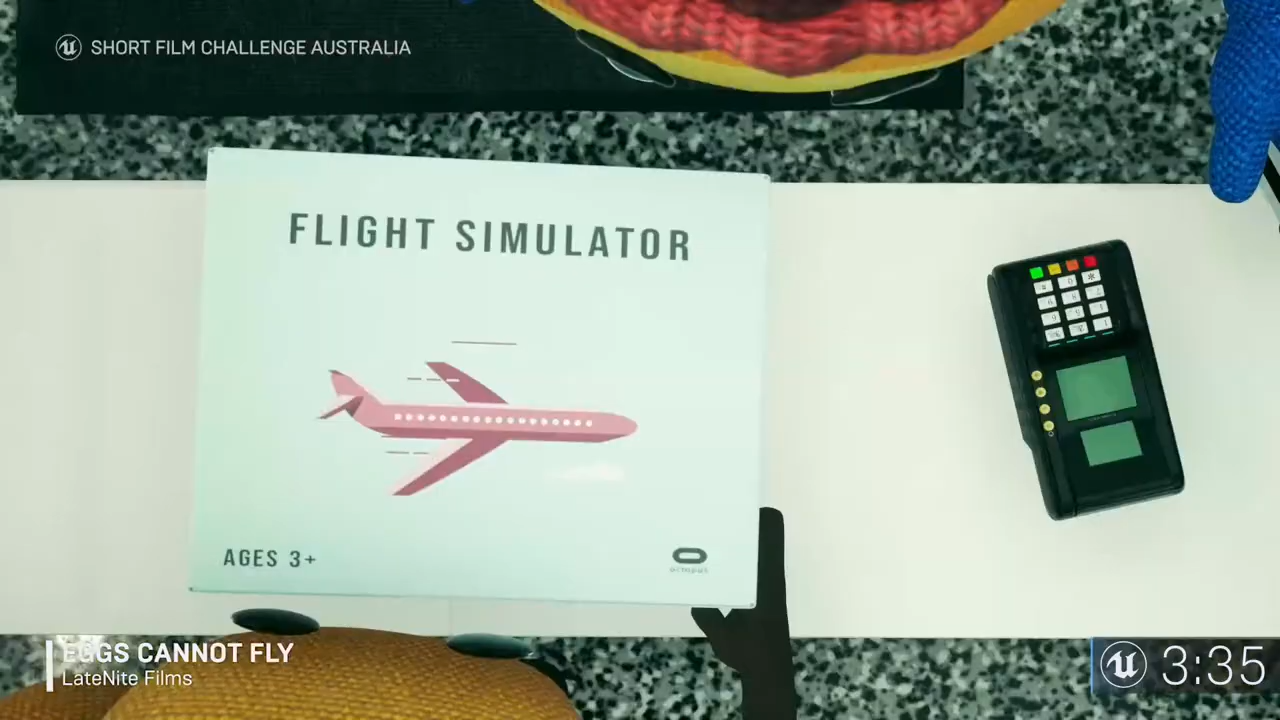 SHORT FILM CHALLENGE AUSTRALIA
FLIGHT SIMULATOR
AGES 3+
EGGS CANNOT FLY
LateNite Films
3:35